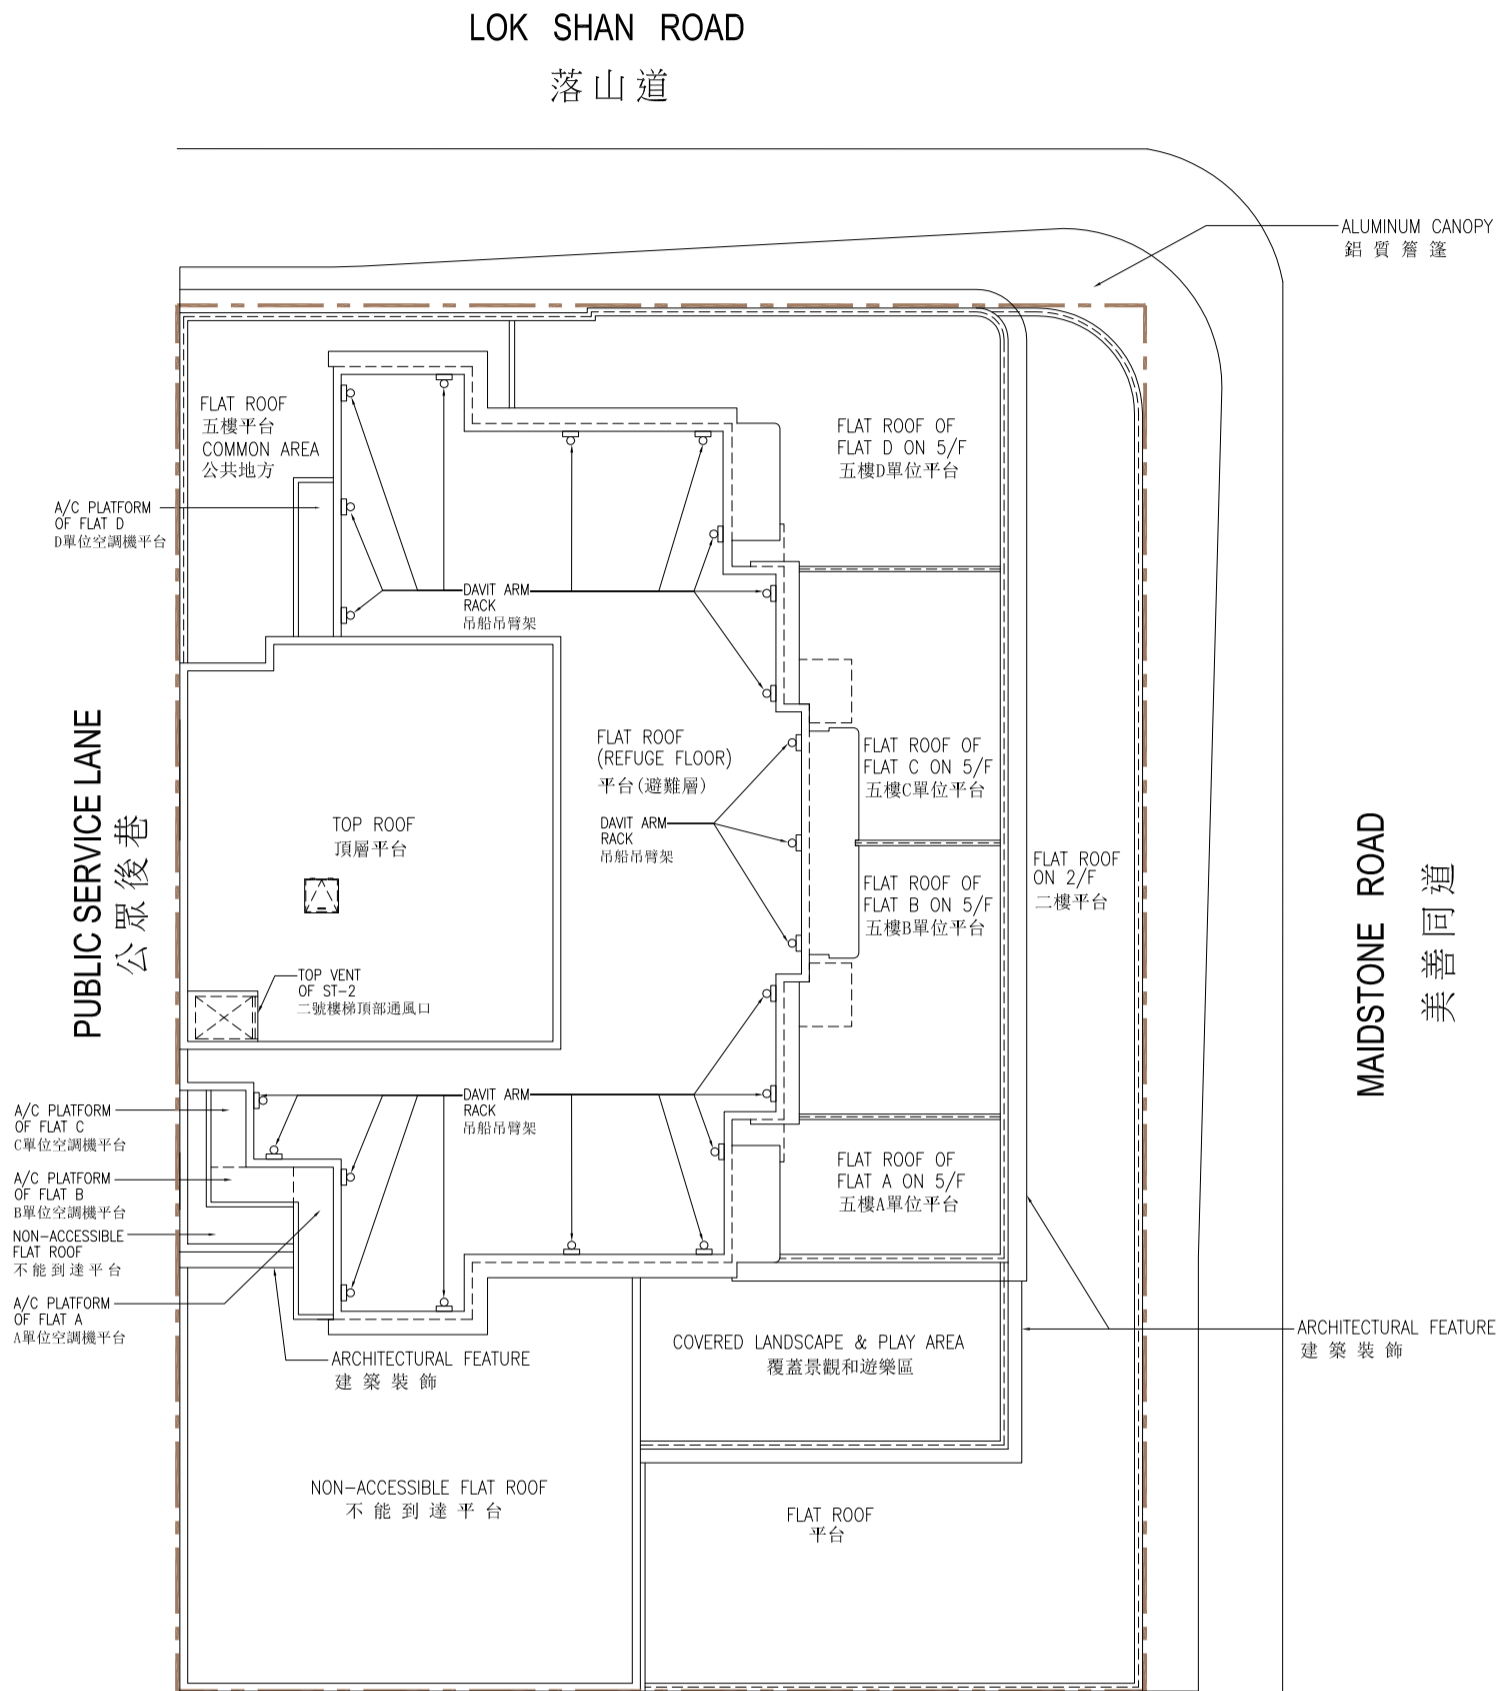 LOK SHAN ROAD
落山道
ALUMINUM CANOPY
鋁質簷篷
FLAT ROOF
五樓平台
COMMON AREA
公共地方
FLAT ROOF OF
FLAT D ON 5/F
五樓D單位平台
A/C PLATFORM
OF FLAT D
D單位空調機平台
DAVIT ARM
RACK
吊船吊臂架
FLAT ROOF
(REFUGE FLOOR)
平台(避難層)
FLAT ROOF OF
FLAT C ON 5/F
五樓C單位平台
PUBLIC SERVICE LANE
公眾後巷
TOP ROOF
頂層平台
DAVIT ARM
RACK
吊船吊臂架
FLAT ROOF
ON 2/F
二樓平台
MAIDSTONE ROAD
美善同道
FLAT ROOF OF
FLAT B ON 5/F
五樓B單位平台
TOP VENT
OF ST-2
二號樓梯頂部通風口
DAVIT ARM
RACK
吊船吊臂架
A/C PLATFORM
OF FLAT C
C單位空調機平台
A/C PLATFORM
OF FLAT B
B單位空調機平台
FLAT ROOF OF
FLAT A ON 5/F
五樓A單位平台
NON-ACCESSIBLE
FLAT ROOF
不能到達平台
A/C PLATFORM
OF FLAT A
A單位空調機平台
ARCHITECTURAL FEATURE
建築裝飾
COVERED LANDSCAPE & PLAY AREA
覆蓋景觀和遊樂區
ARCHITECTURAL FEATURE
建築裝飾
NON-ACCESSIBLE FLAT ROOF
不能到達平台
FLAT ROOF
平台